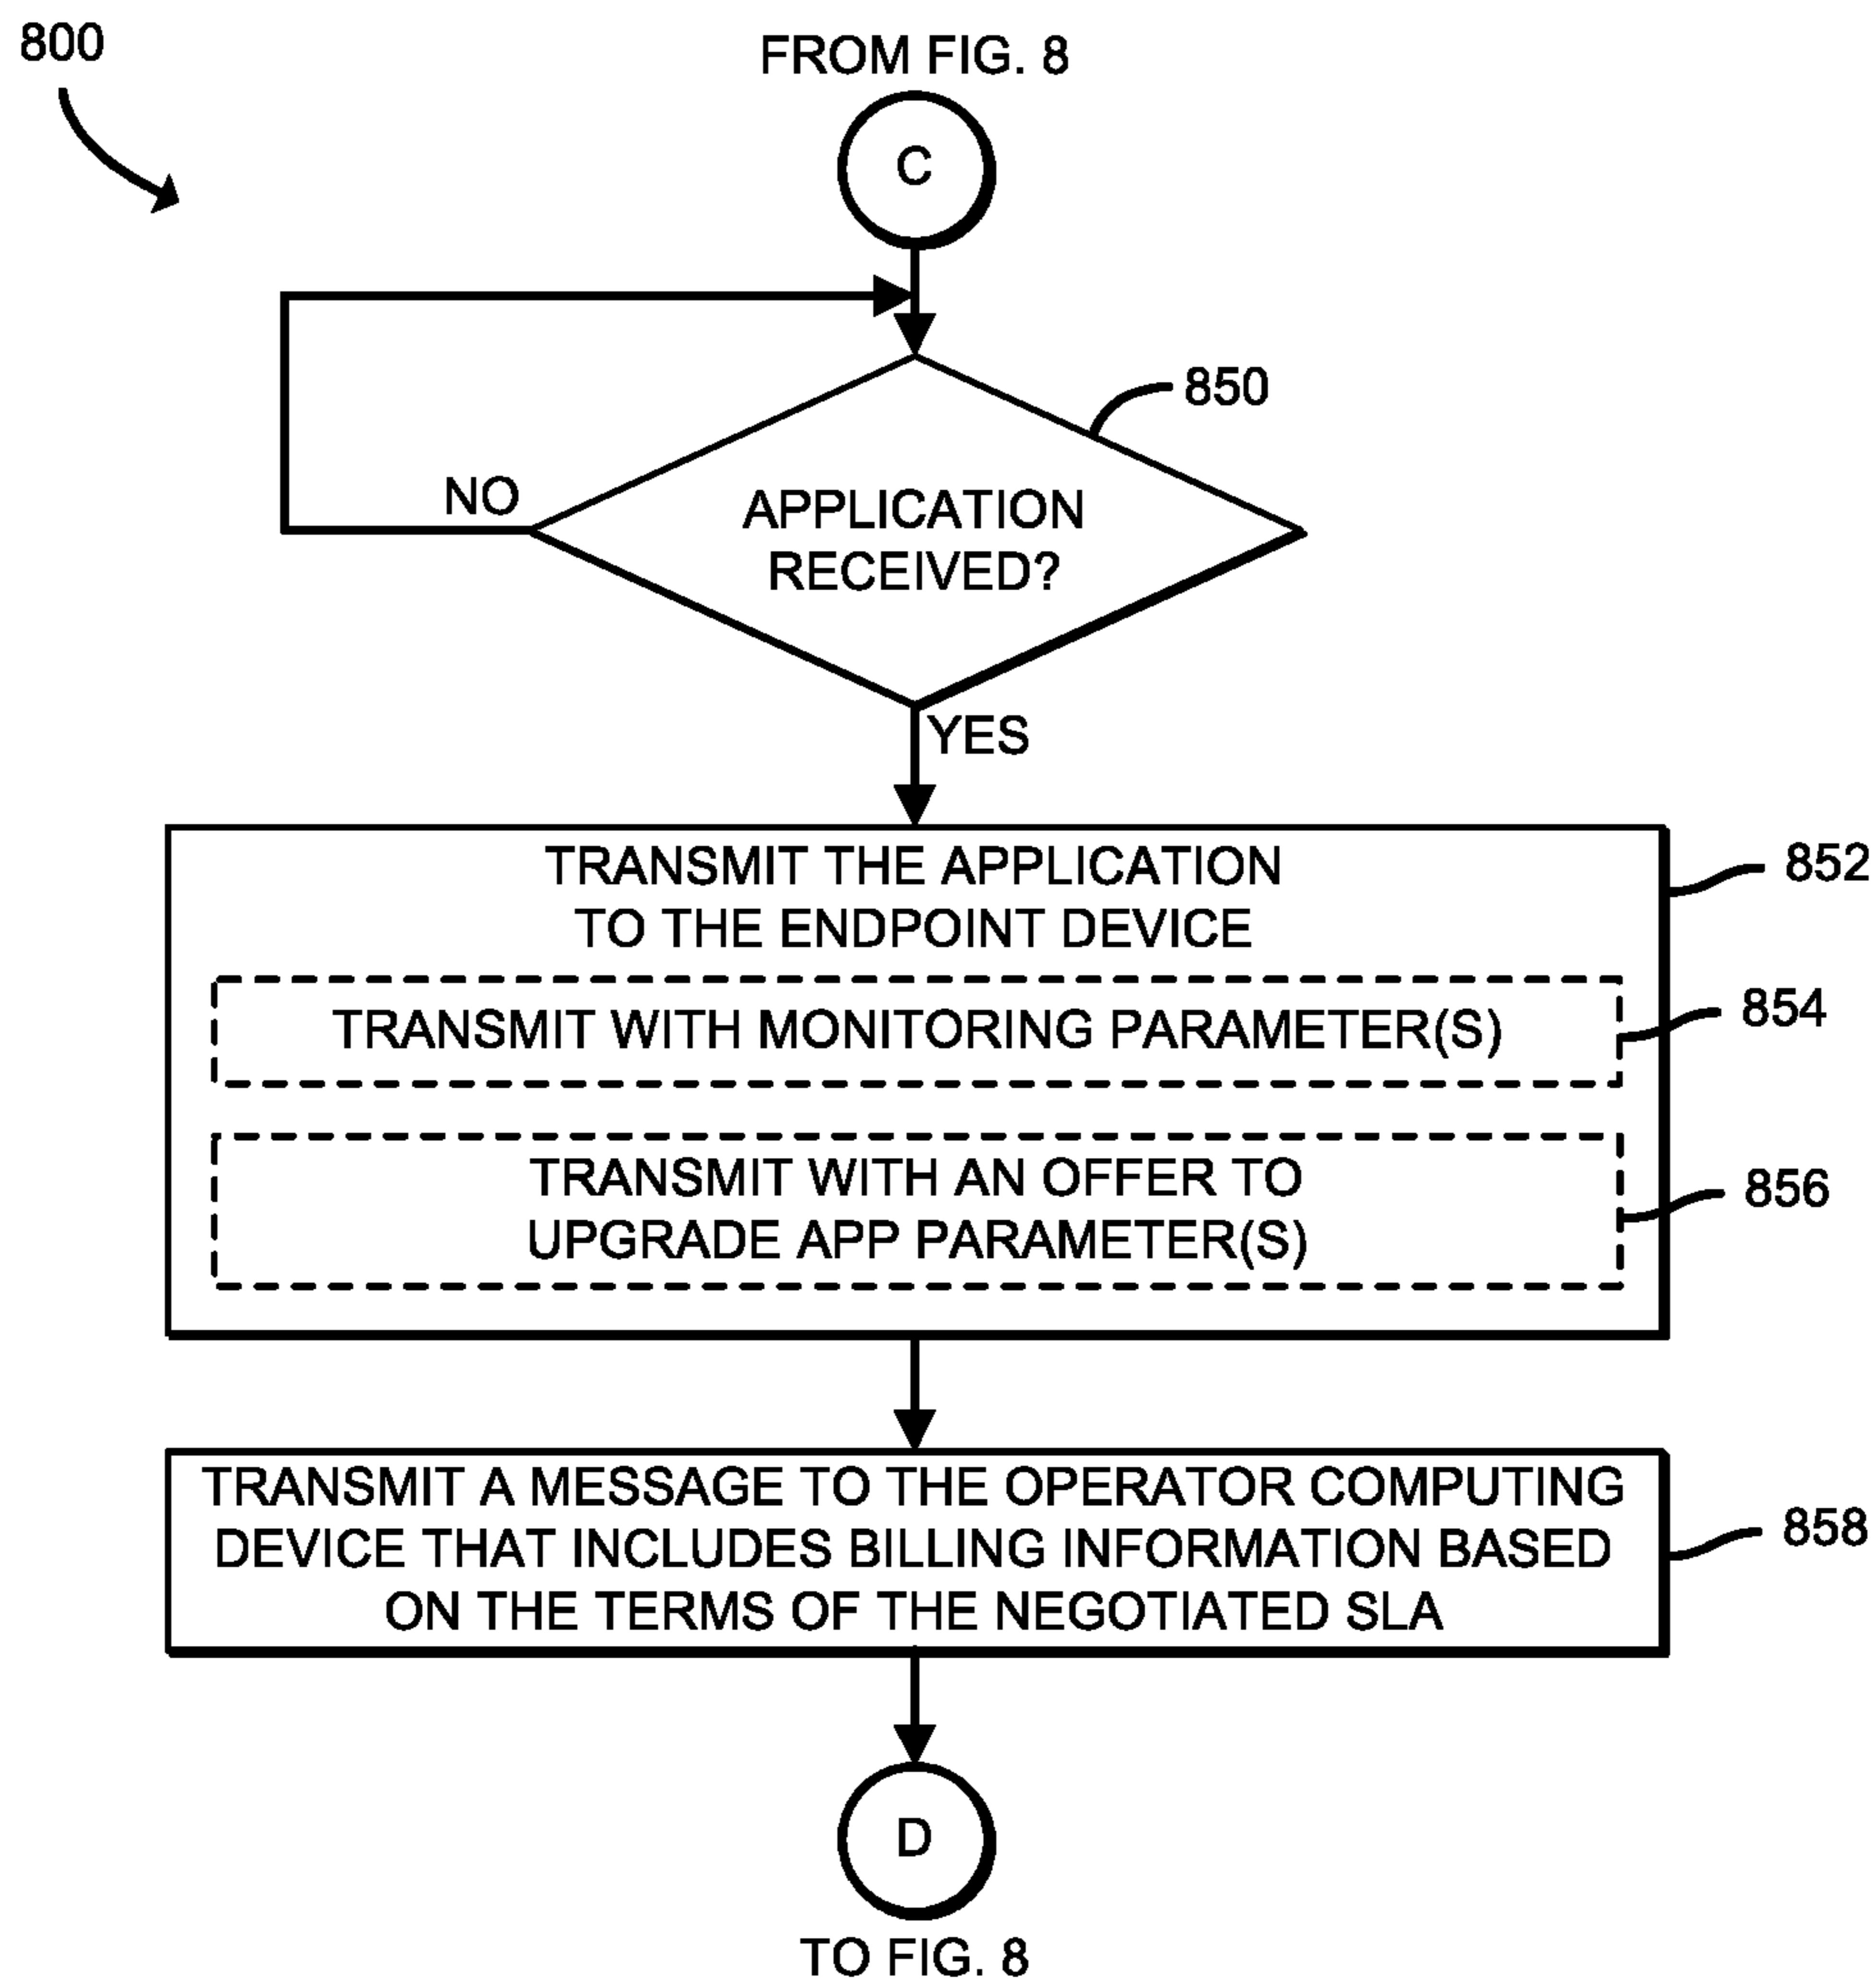 800
FROM FIG. 8
C
850
NO
APPLICATION
RECEIVED?
YES
TRANSMIT THE APPLICATION
TO THE ENDPOINT DEVICE
852
TRANSMIT WITH MONITORING PARAMETER(S)
854
TRANSMIT WITH AN OFFER TO
UPGRADE APP PARAMETER(S)
856
TRANSMIT A MESSAGE TO THE OPERATOR COMPUTING
DEVICE THAT INCLUDES BILLING INFORMATION BASED
ON THE TERMS OF THE NEGOTIATED SLA
858
D
TO FIG. 8